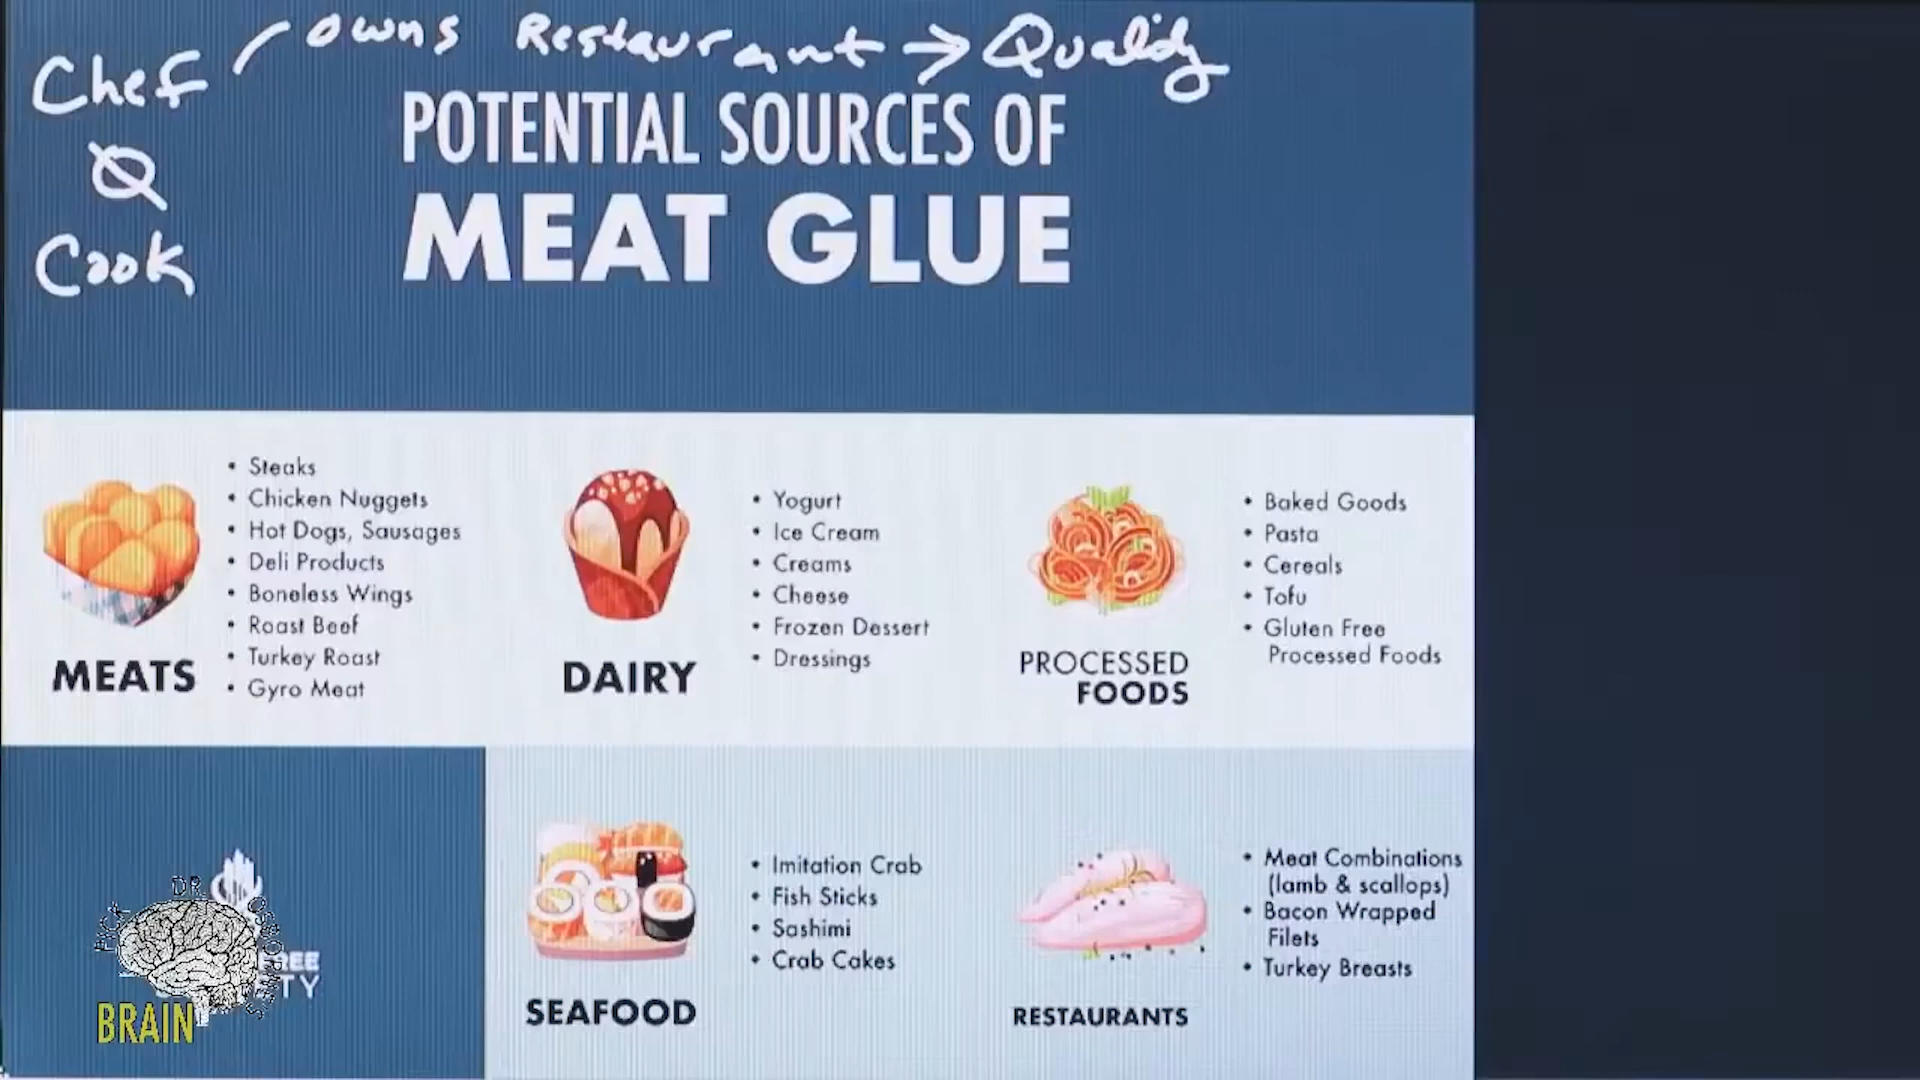 owns Restaurant → Quality
Chef
Cook
POTENTIAL SOURCES OF
MEAT GLUE
• Steaks
• Chicken Nuggets
• Hot Dogs, Sausages
• Deli Products
• Boneless Wings
• Roast Beef
• Turkey Roast
• Gyro Meat
MEATS
• Yogurt
• Ice Cream
• Creams
• Cheese
• Frozen Dessert
• Dressings
DAIRY
• Baked Goods
• Pasta
• Cereals
• Tofu
• Gluten Free
Processed Foods
PROCESSED
FOODS
• Imitation Crab
• Fish Sticks
• Sashimi
• Crab Cakes
SEAFOOD
• Meat Combinations
(lamb & scallops)
• Bacon Wrapped
Filets
• Turkey Breasts
RESTAURANTS
PICK
DR.
BRAIN